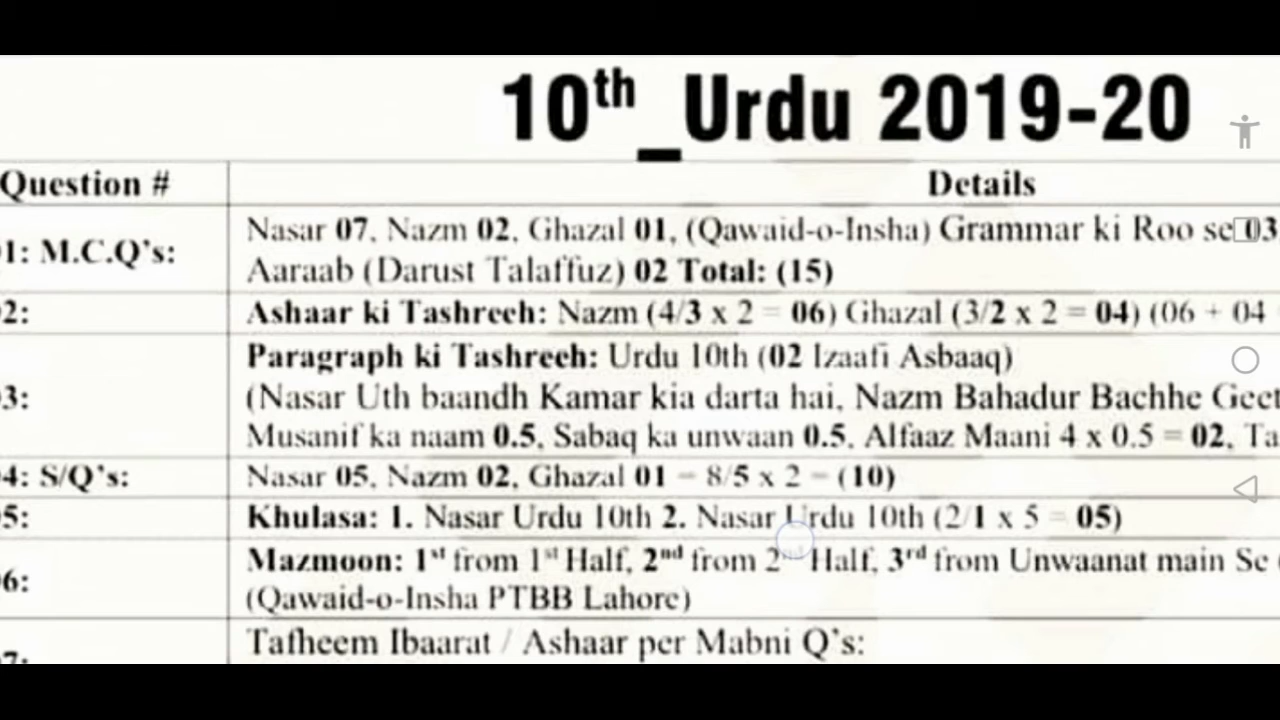 10th_Urdu 2019-20
Question # Details
1: M.C.Q's: Nasar 07, Nazm 02, Ghazal 01, (Qawaid-o-Insha) Grammar ki Roo se 03
Aaraab (Darust Talaffuz) 02 Total: (15)
2: Ashaar ki Tashreeh: Nazm (4/3 x 2 = 06) Ghazal (3/2 x 2 = 04) (06 + 04
3: Paragraph ki Tashreeh: Urdu 10th (02 Izaafi Asbaaq)
(Nasar Uth baandh Kamar kia darta hai, Nazm Bahadur Bachhe Geet
Musanif ka naam 0.5, Sabaq ka unwaan 0.5, Alfaaz Maani 4 x 0.5 = 02, Ta
4: S/Q's: Nasar 05, Nazm 02, Ghazal 01 = 8/5 x 2 = (10)
5: Khulasa: 1. Nasar Urdu 10th 2. Nasar Urdu 10th (2/1 x 5 = 05)
6: Mazmoon: 1st from 1st Half, 2nd from 2nd Half, 3rd from Unwaanat main Se
(Qawaid-o-Insha PTBB Lahore)
7: Tafheem Ibaarat / Ashaar per Mabni Q's: